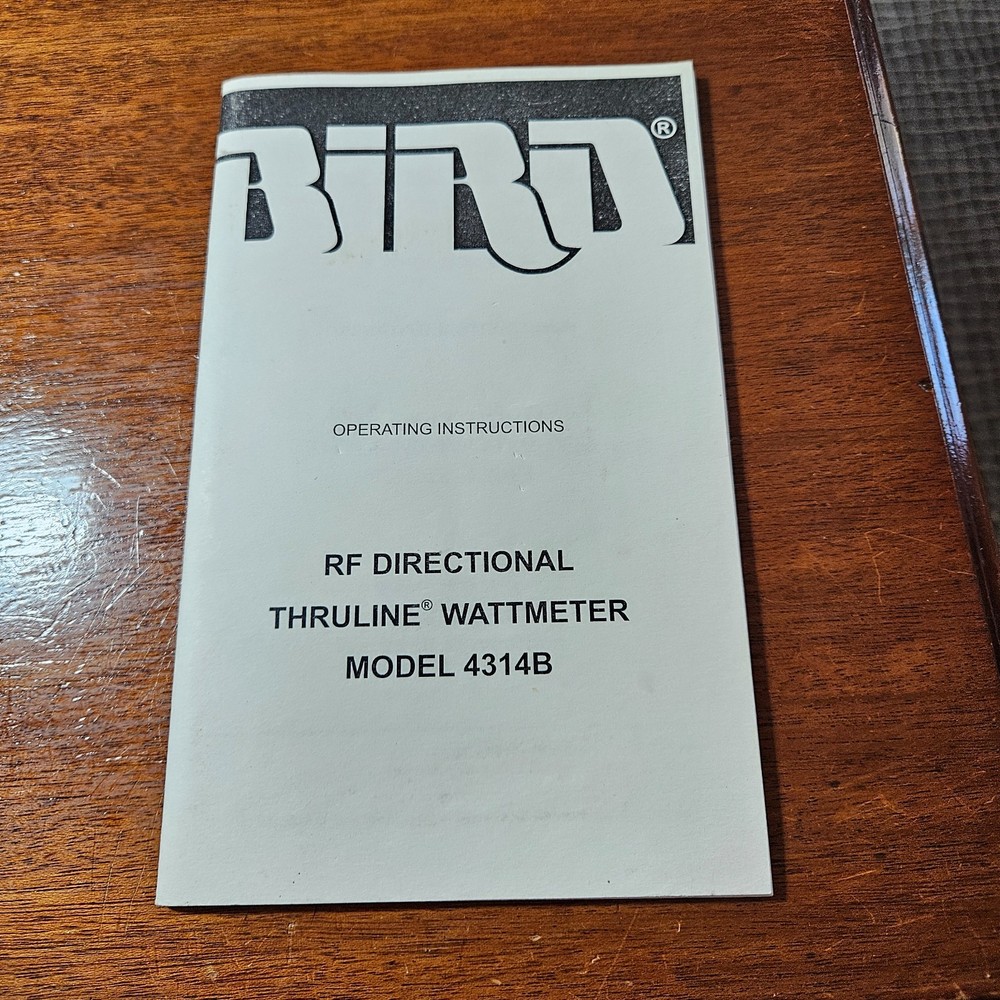 BIRD®
OPERATING INSTRUCTIONS
RF DIRECTIONAL
THRULINE® WATTMETER
MODEL 4314B